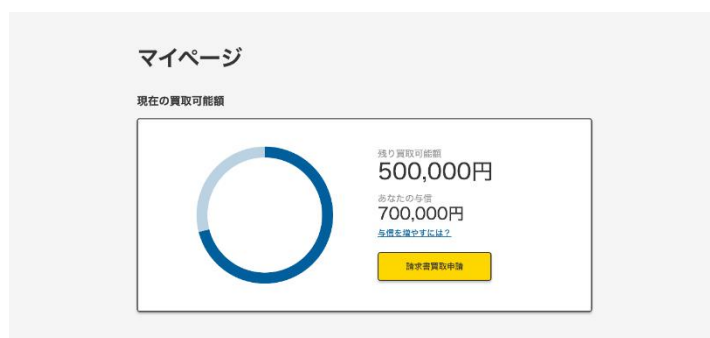 マイページ
現在の買取可能額
残り買取可能額
500,000円
あなたの与信
700,000円
与信を増やすには？
請求書買取申請